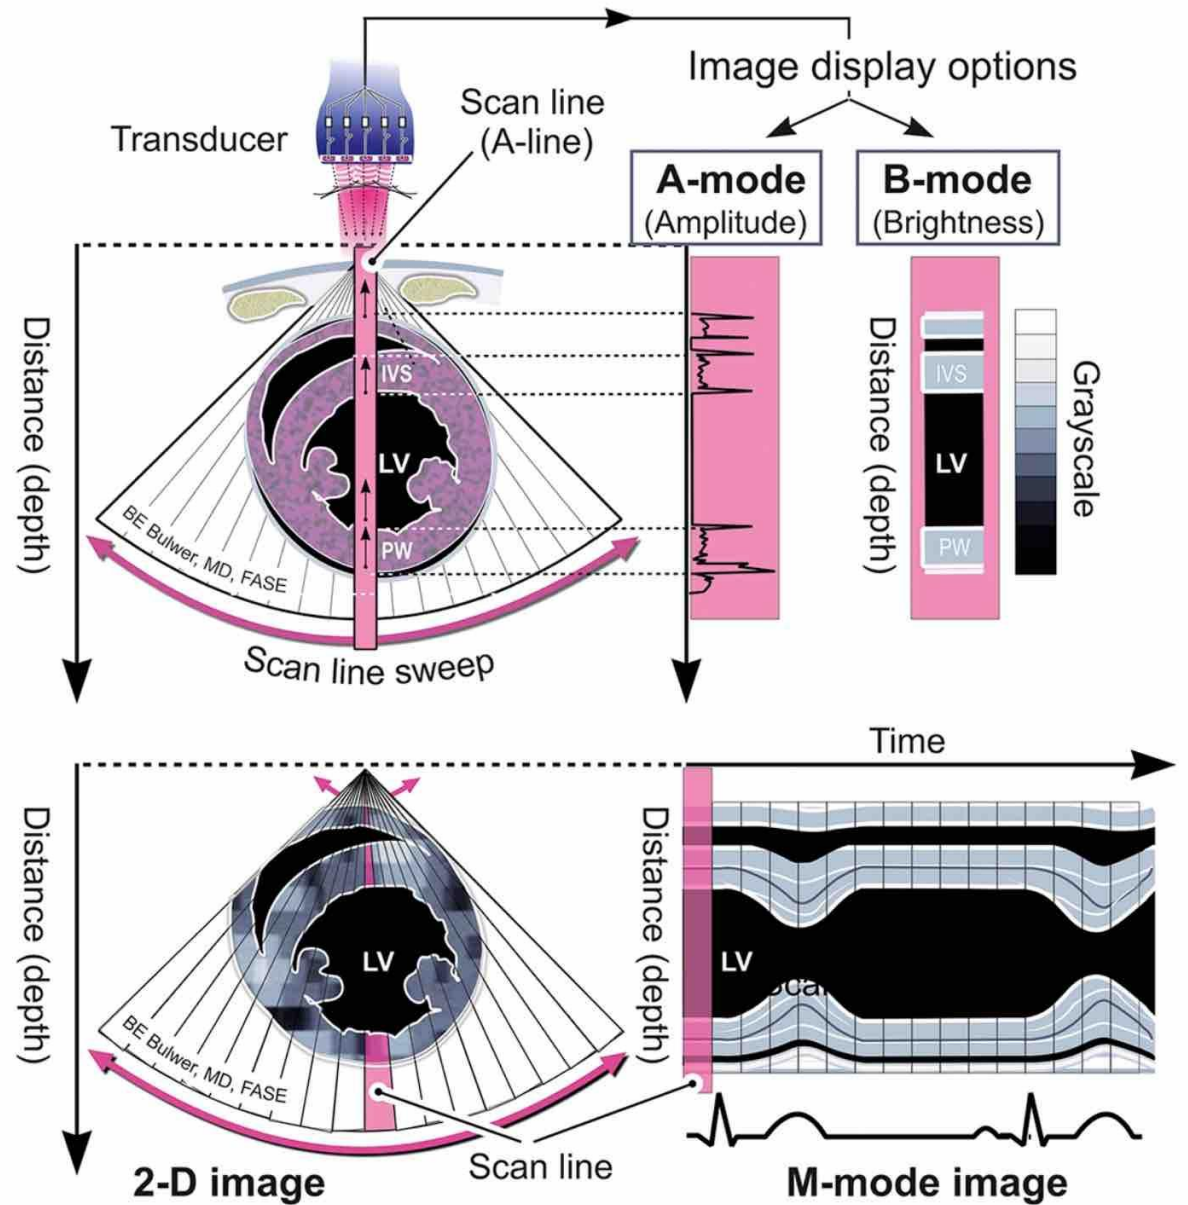 Image display options
Transducer
Scan line
(A-line)
A-mode
(Amplitude)
B-mode
(Brightness)
Distance (depth)
IVS
LV
PW
BE Bulwer, MD, FASE
Scan line sweep
Distance (depth)
IVS
LV
PW
Grayscale
Time
Distance (depth)
LV
BE Bulwer, MD, FASE
Scan line
2-D image
Distance (depth)
LV
M-mode image